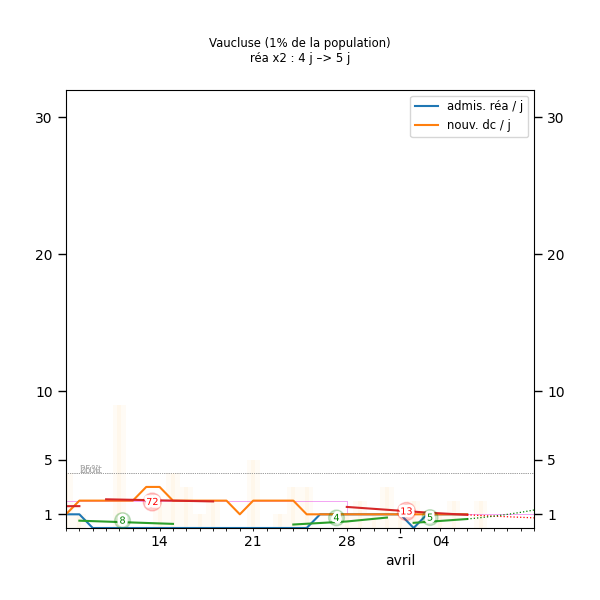 Vaucluse (1% de la population)
réa x2 : 4 j –> 5 j
admis. réa / j
nouv. dc / j
30 30
20 20
10 10
5 5
1 1
8 72 4 13 5
14 21 28 - 04
avril